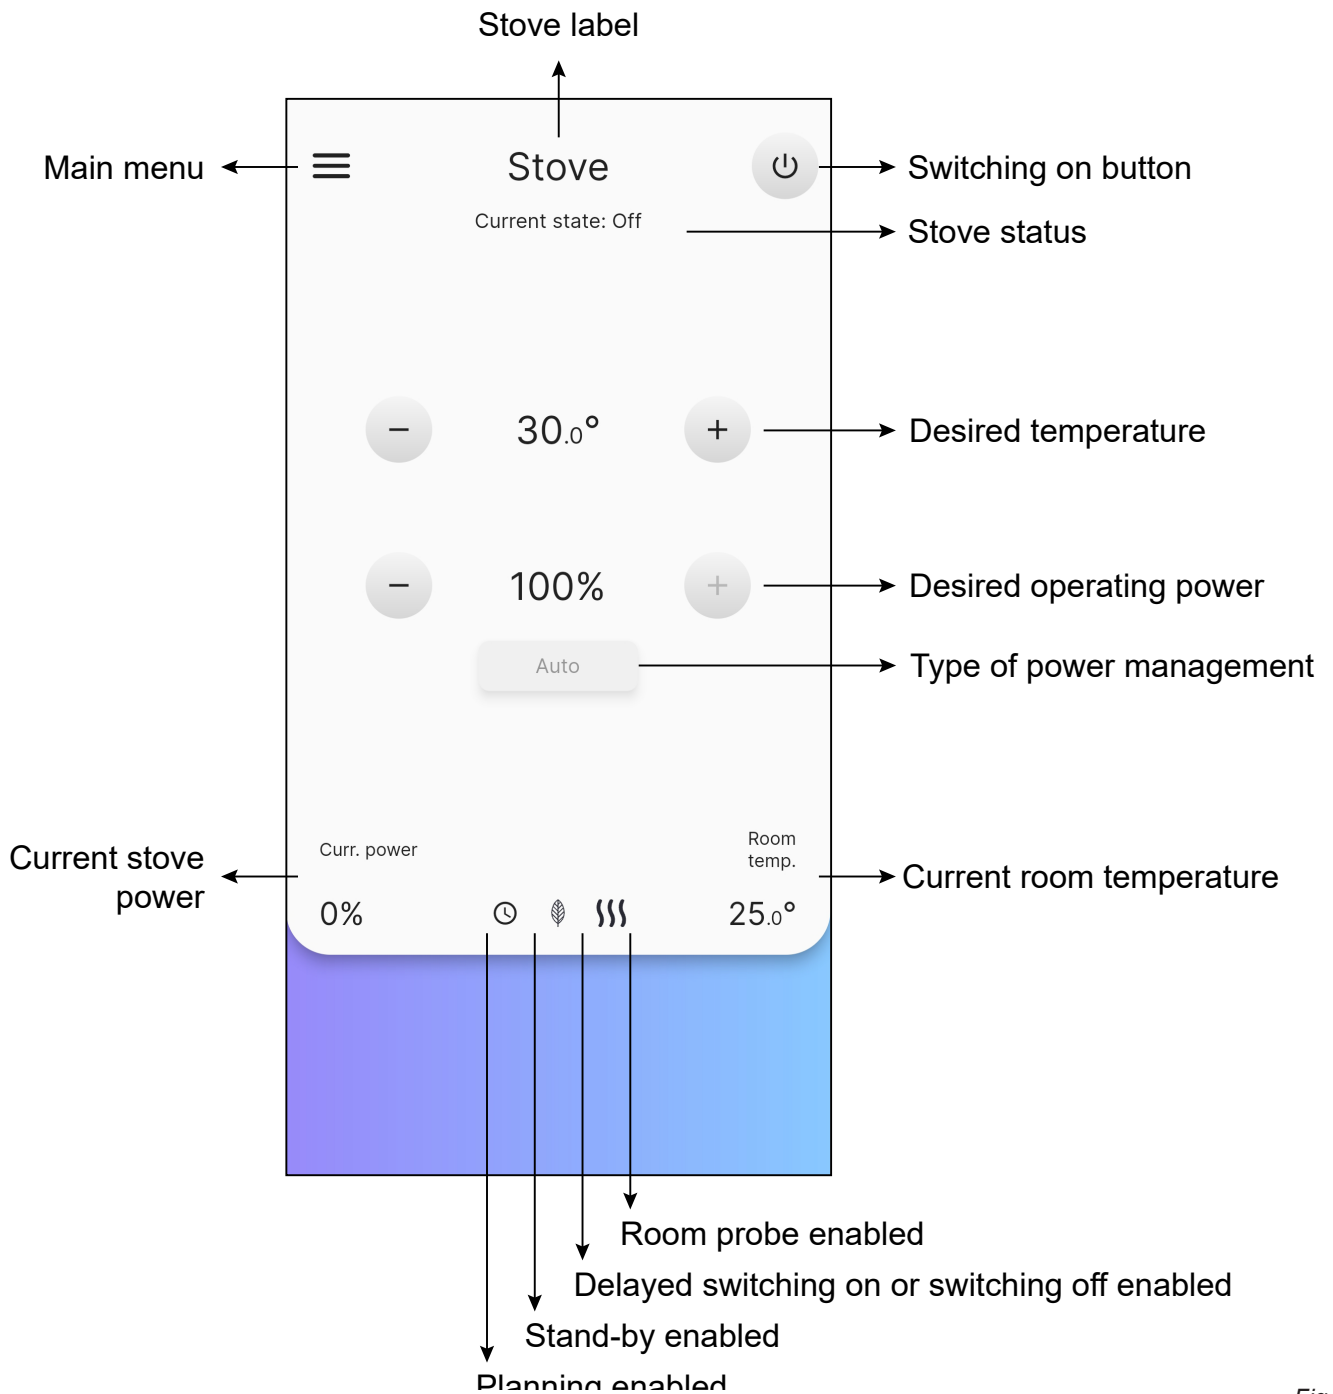 Stove label
Main menu
Stove
Switching on button
Current state: Off
Stove status
30.0°
Desired temperature
100%
Desired operating power
Auto
Type of power management
Current stove
power
Curr. power
Room
temp.
Current room temperature
0%
25.0°
Room probe enabled
Delayed switching on or switching off enabled
Stand-by enabled
Planning enabled